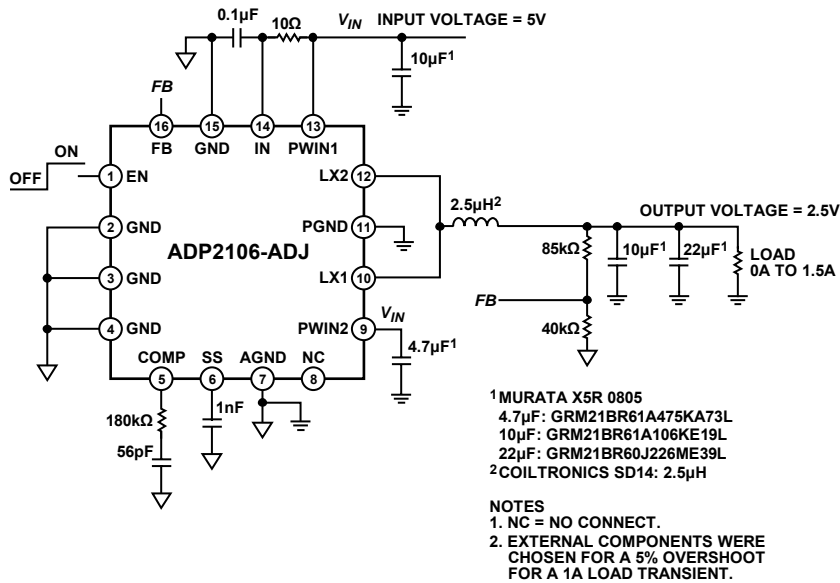 0.1μF
10Ω
VIN
INPUT VOLTAGE = 5V
10μF1
FB
16
15
14
13
FB
GND
IN
PWIN1
ON
OFF
1
EN
2
GND
3
GND
4
GND
ADP2106-ADJ
LX2
12
PGND
11
LX1
10
PWIN2
9
VIN
4.7μF1
2.5μH2
OUTPUT VOLTAGE = 2.5V
85kΩ
10μF1
22μF1
LOAD
0A TO 1.5A
FB
40kΩ
COMP
SS
AGND
NC
5
6
7
8
180kΩ
1nF
56pF
1MURATA X5R 0805
4.7μF: GRM21BR61A475KA73L
10μF: GRM21BR61A106KE19L
22μF: GRM21BR60J226ME39L
2COILTRONICS SD14: 2.5μH
NOTES
1. NC = NO CONNECT.
2. EXTERNAL COMPONENTS WERE
CHOSEN FOR A 5% OVERSHOOT
FOR A 1A LOAD TRANSIENT.